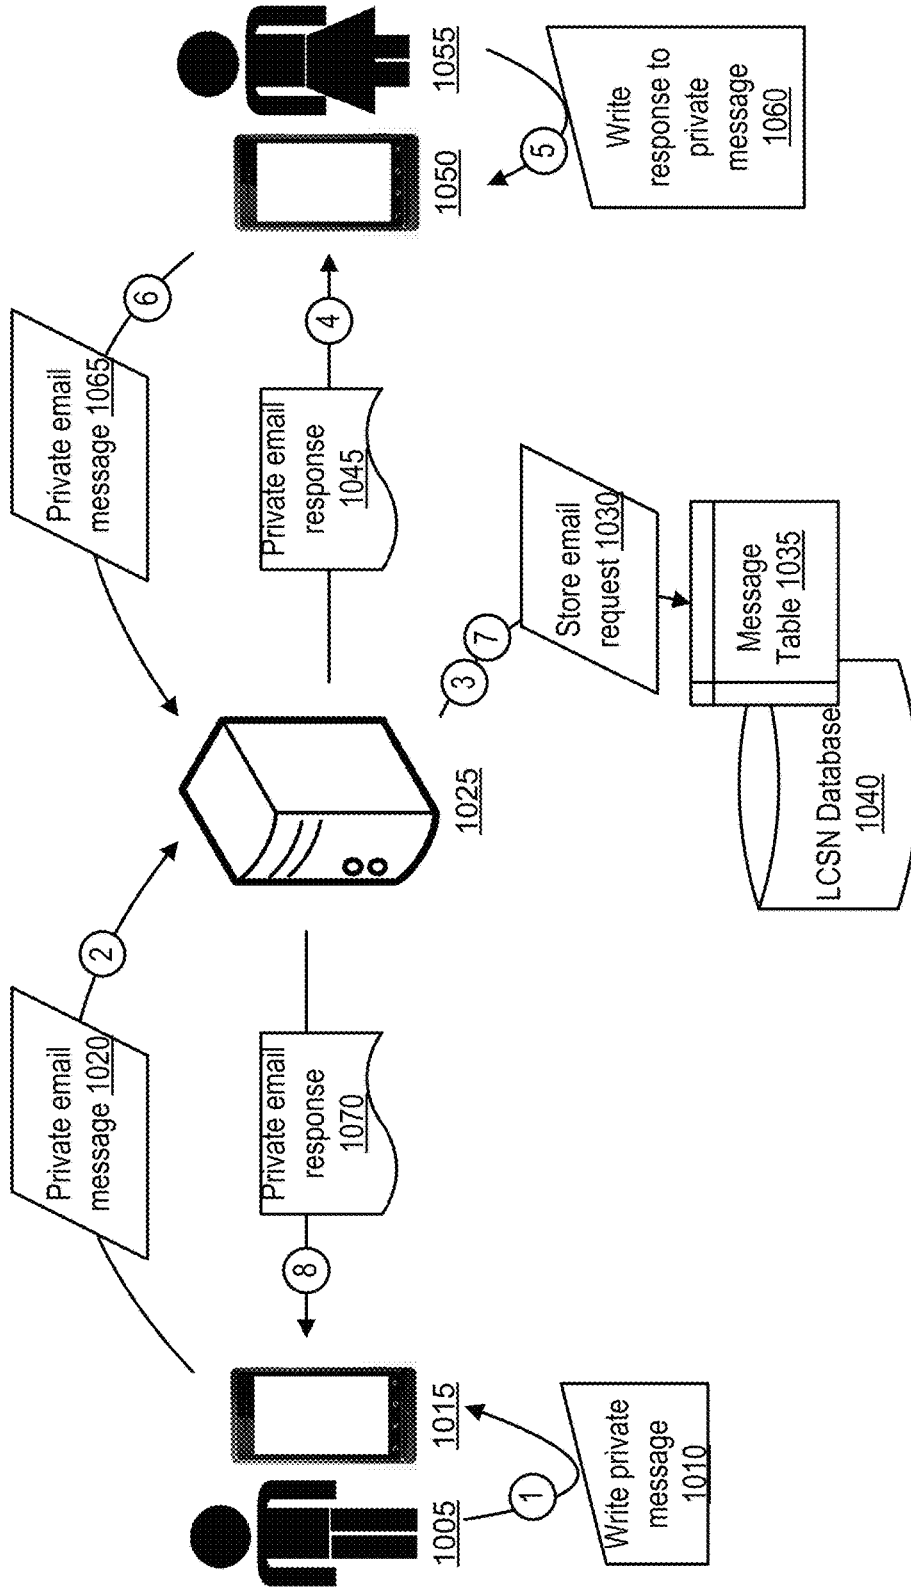 Private email
message 1020
2
Private email
message 1065
6
1005
1015
8
Private email
response
1070
1025
Private email
response
1045
4
1050
1055
1
Write private
message
1010
3
7
Store email
request 1030
Message
Table 1035
LCSN Database
1040
5
Write
response to
private
message
1060